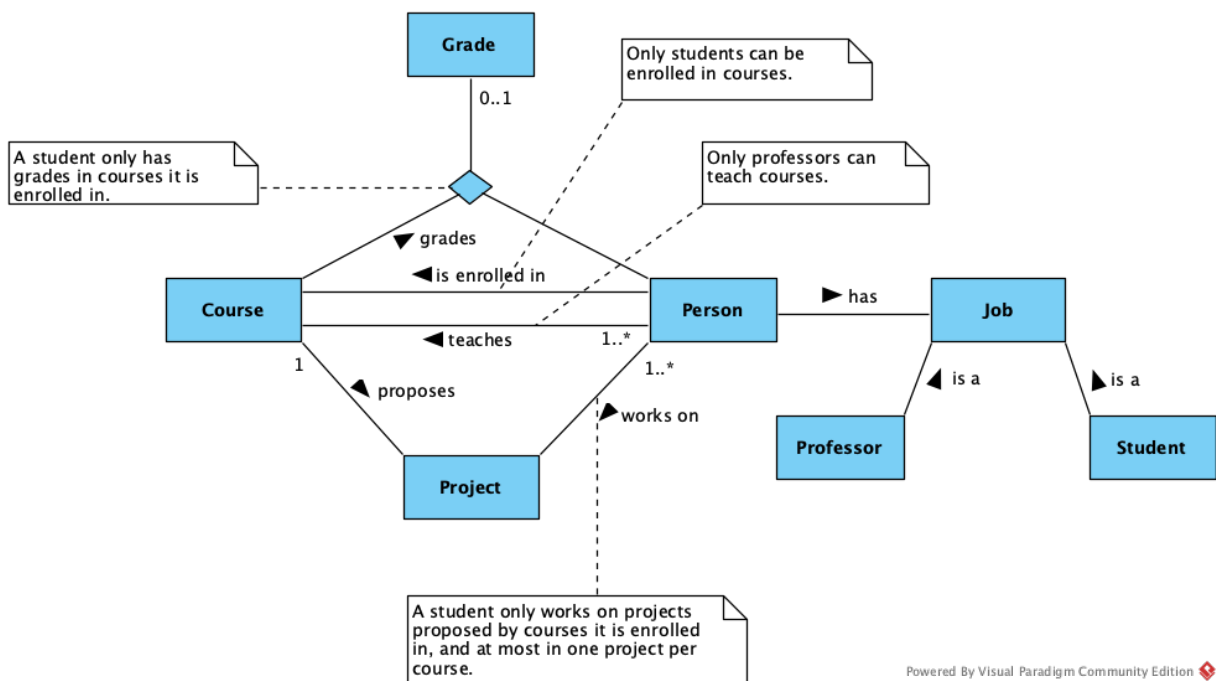 Grade
0..1
Only students can be
enrolled in courses.
A student only has
grades in courses it is
enrolled in.
Only professors can
teach courses.
grades
is enrolled in
Course
Person
has
Job
teaches
1..*
1
1..*
proposes
works on
is a
is a
Professor
Student
Project
A student only works on projects
proposed by courses it is enrolled
in, and at most in one project per
course.
Powered By Visual Paradigm Community Edition